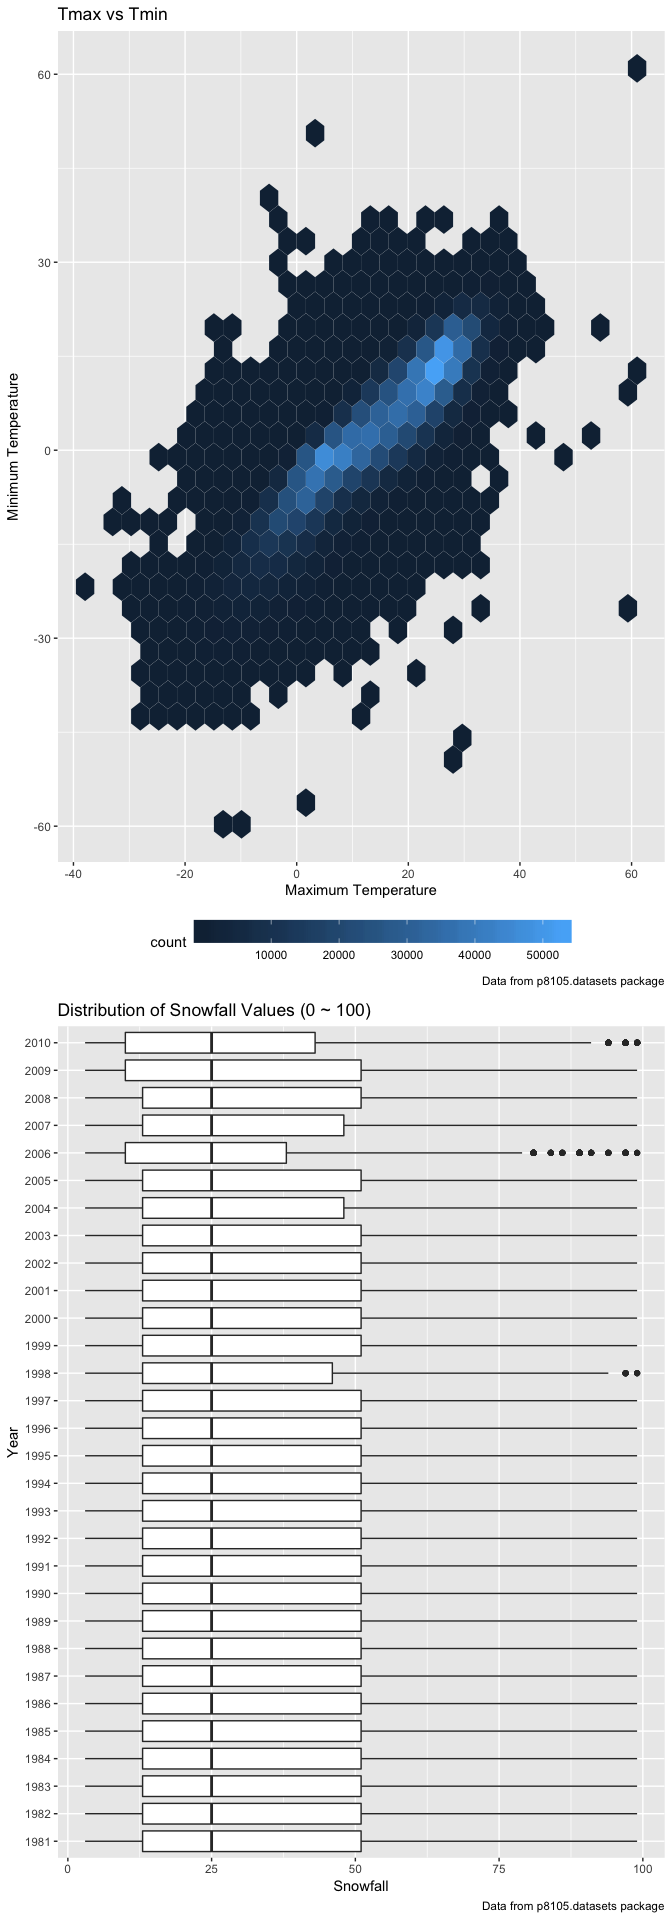 Tmax vs Tmin
Minimum Temperature
60
30
0
-30
-60
-40 -20 0 20 40 60
Maximum Temperature
count
10000 20000 30000 40000 50000
Data from p8105.datasets package
Distribution of Snowfall Values (0 ~ 100)
Year
2010
2009
2008
2007
2006
2005
2004
2003
2002
2001
2000
1999
1998
1997
1996
1995
1994
1993
1992
1991
1990
1989
1988
1987
1986
1985
1984
1983
1982
1981
0 25 50 75 100
Snowfall
Data from p8105.datasets package